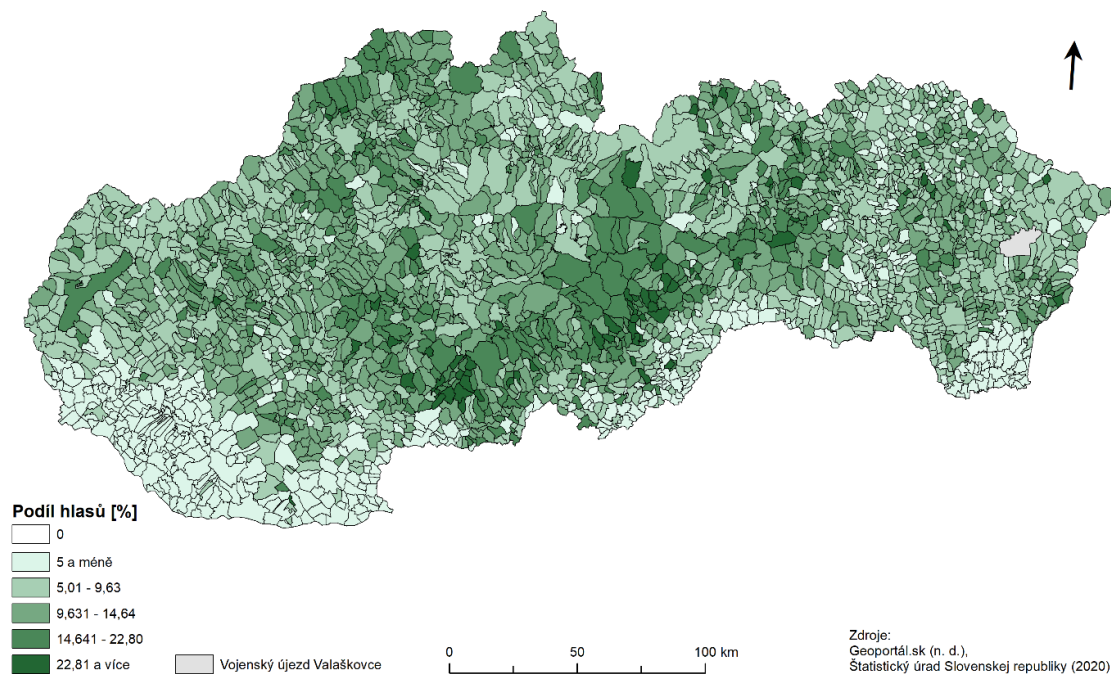 Podíl hlasů [%]
0
5 a méně
5,01 - 9,63
9,631 - 14,64
14,641 - 22,80
22,81 a více
Vojenský újezd Valaškovce
0 50 100 km
Zdroje:
Geoportál.sk (n. d.),
Štatistický úrad Slovenskej republiky (2020)